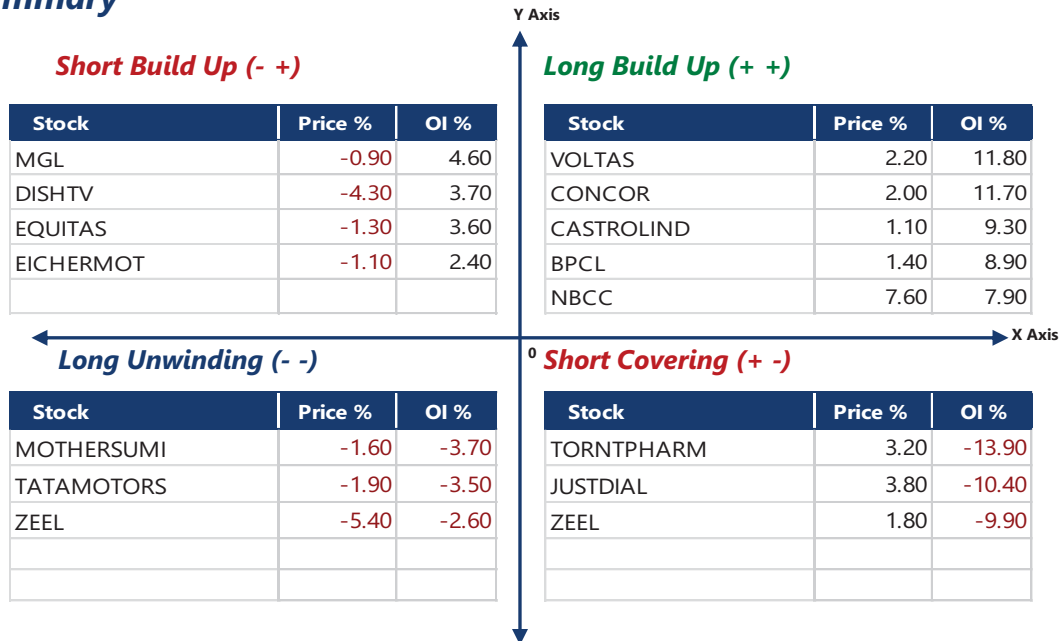 Y Axis
Short Build Up (- +)
Stock Price % OI %
MGL -0.90 4.60
DISHTV -4.30 3.70
EQUITAS -1.30 3.60
EICHERMOT -1.10 2.40
Long Build Up (+ +)
Stock Price % OI %
VOLTAS 2.20 11.80
CONCOR 2.00 11.70
CASTROLIND 1.10 9.30
BPCL 1.40 8.90
NBCC 7.60 7.90
X Axis
0
Long Unwinding (- -)
Stock Price % OI %
MOTHERSUMI -1.60 -3.70
TATAMOTORS -1.90 -3.50
ZEEL -5.40 -2.60
Short Covering (+ -)
Stock Price % OI %
TORNTPHARM 3.20 -13.90
JUSTDIAL 3.80 -10.40
ZEEL 1.80 -9.90